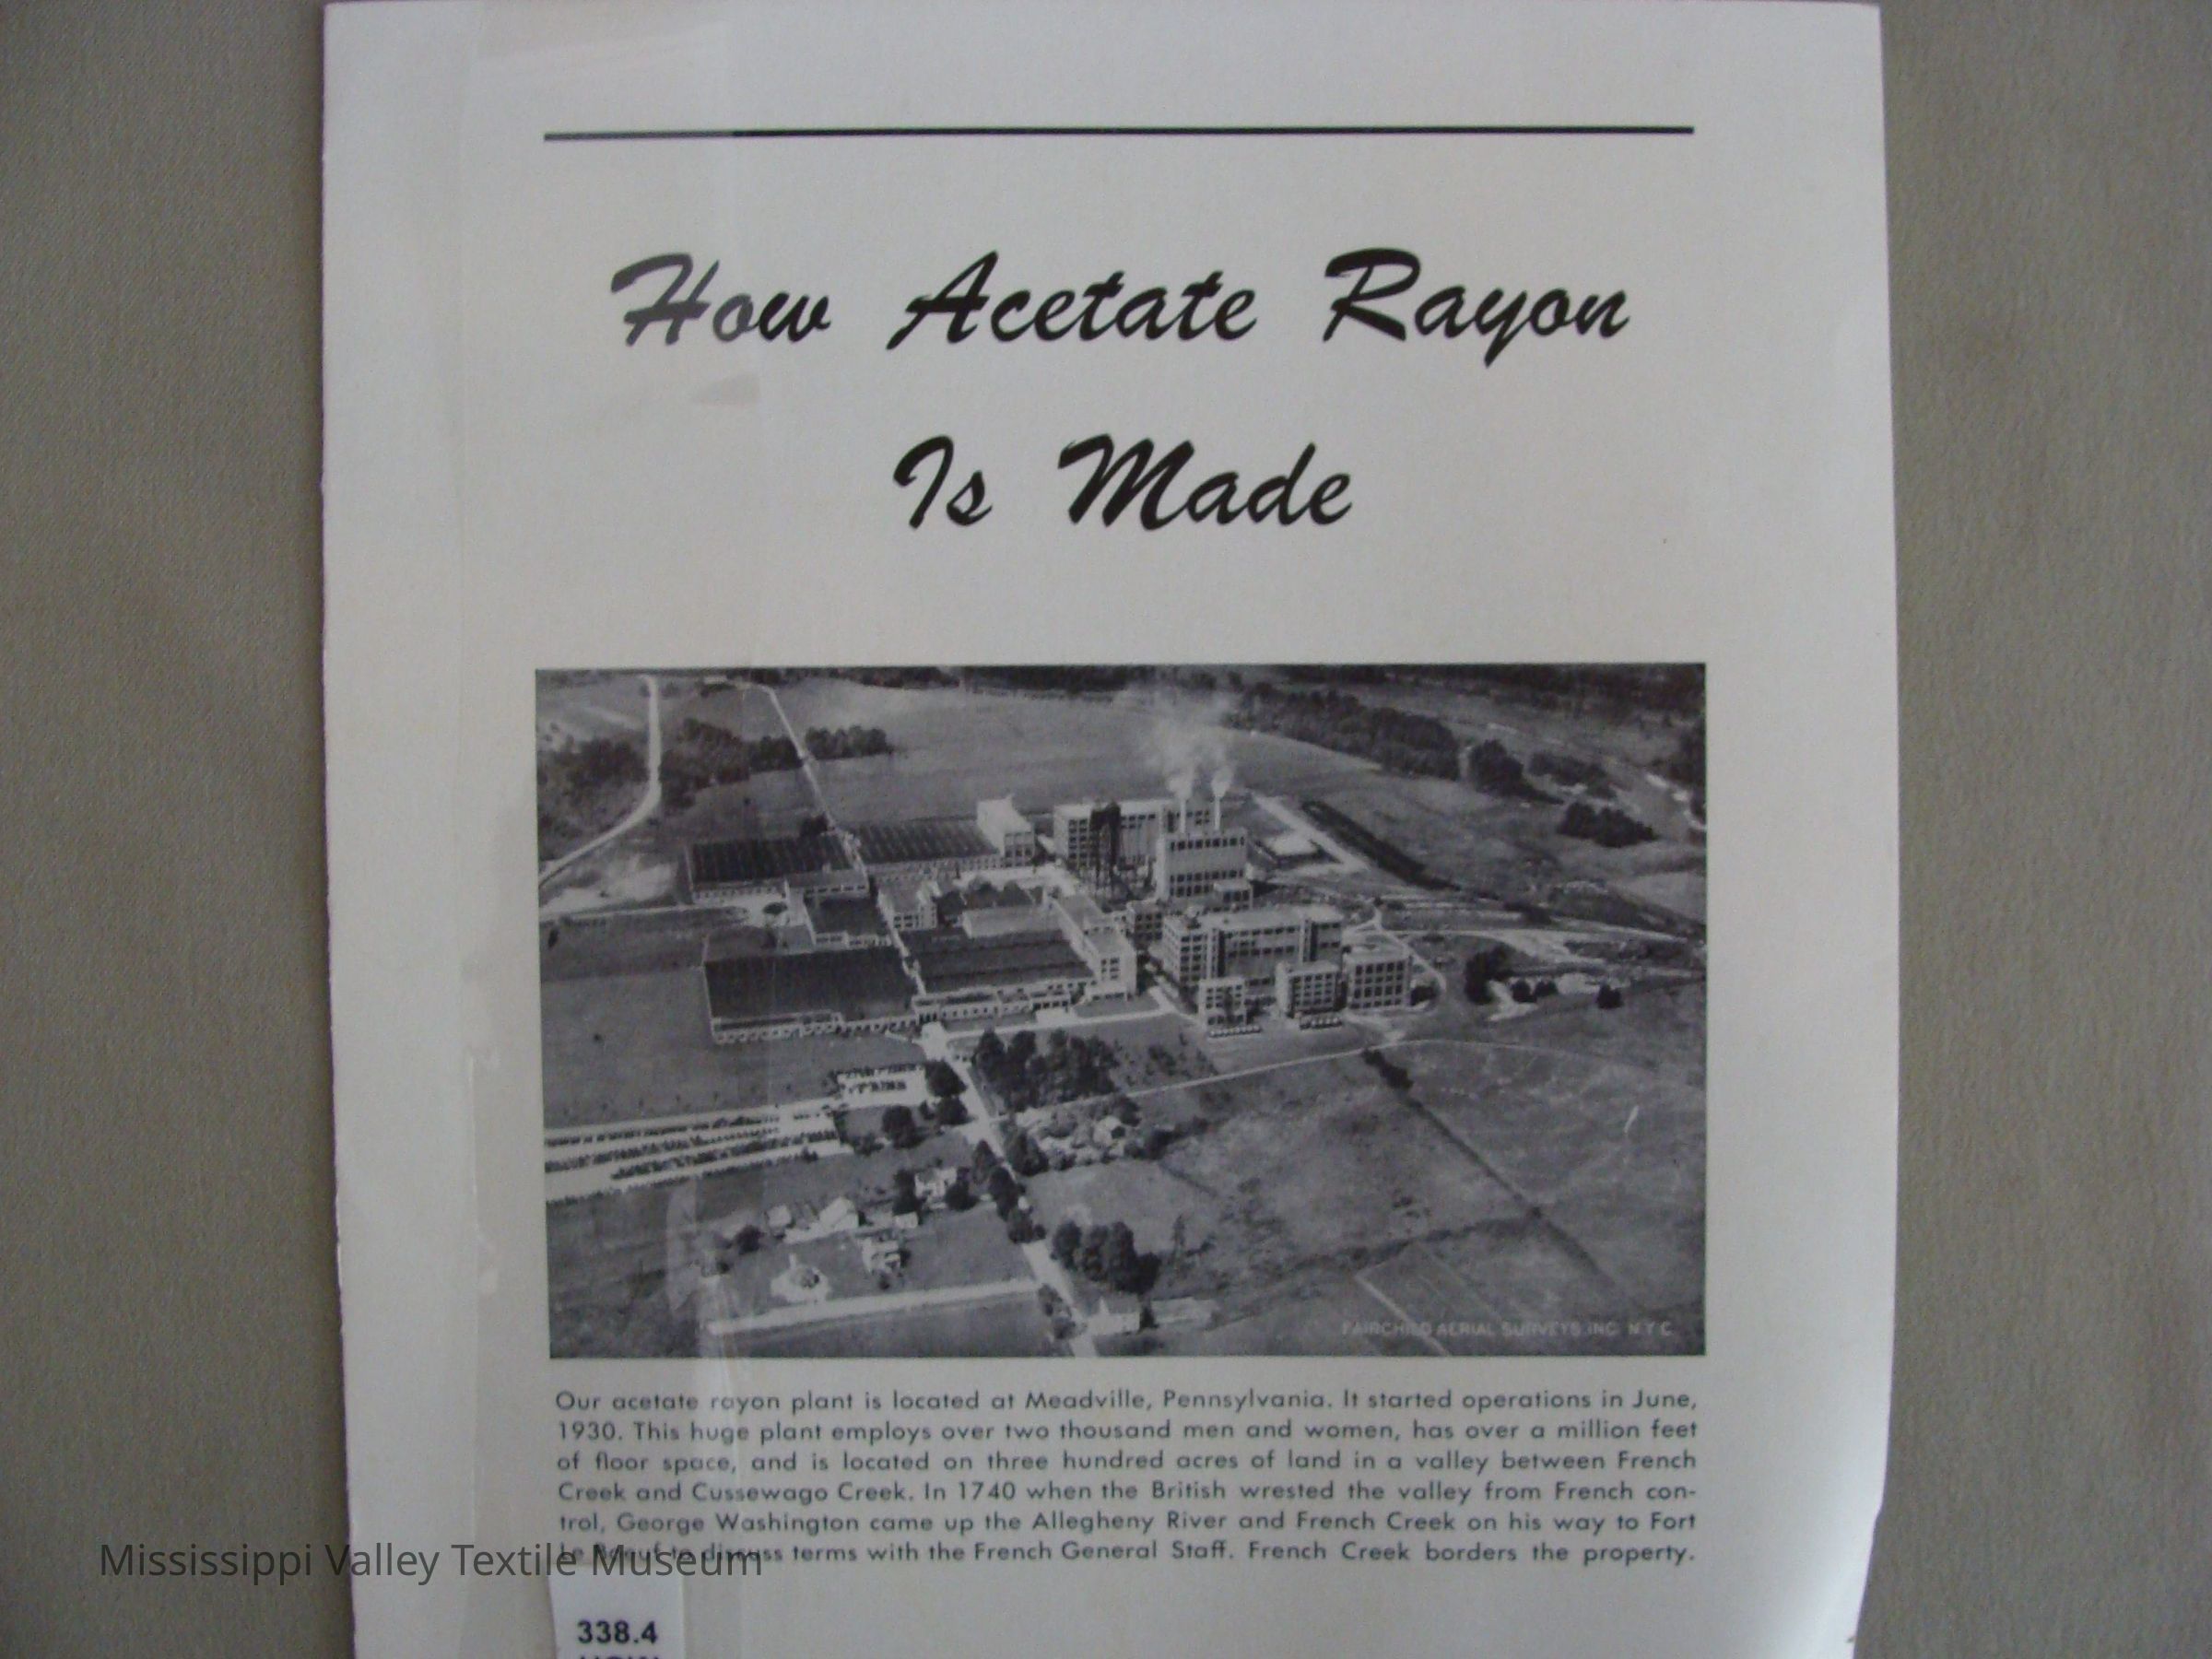 How Acetate Rayon
Is Made
FAIRCHILD AERIAL SURVEYS INC. N.Y.C.
Our acetate rayon plant is located at Meadville, Pennsylvania. It started operations in June,
1930. This huge plant employs over two thousand men and women, has over a million feet
of floor space, and is located on three hundred acres of land in a valley between French
Creek and Cussewago Creek. In 1740 when the British wrested the valley from French con-
trol, George Washington came up the Allegheny River and French Creek on his way to Fort
Le Boeuf to discuss terms with the French General Staff. French Creek borders the property.
Mississippi Valley Textile Museum
338.4